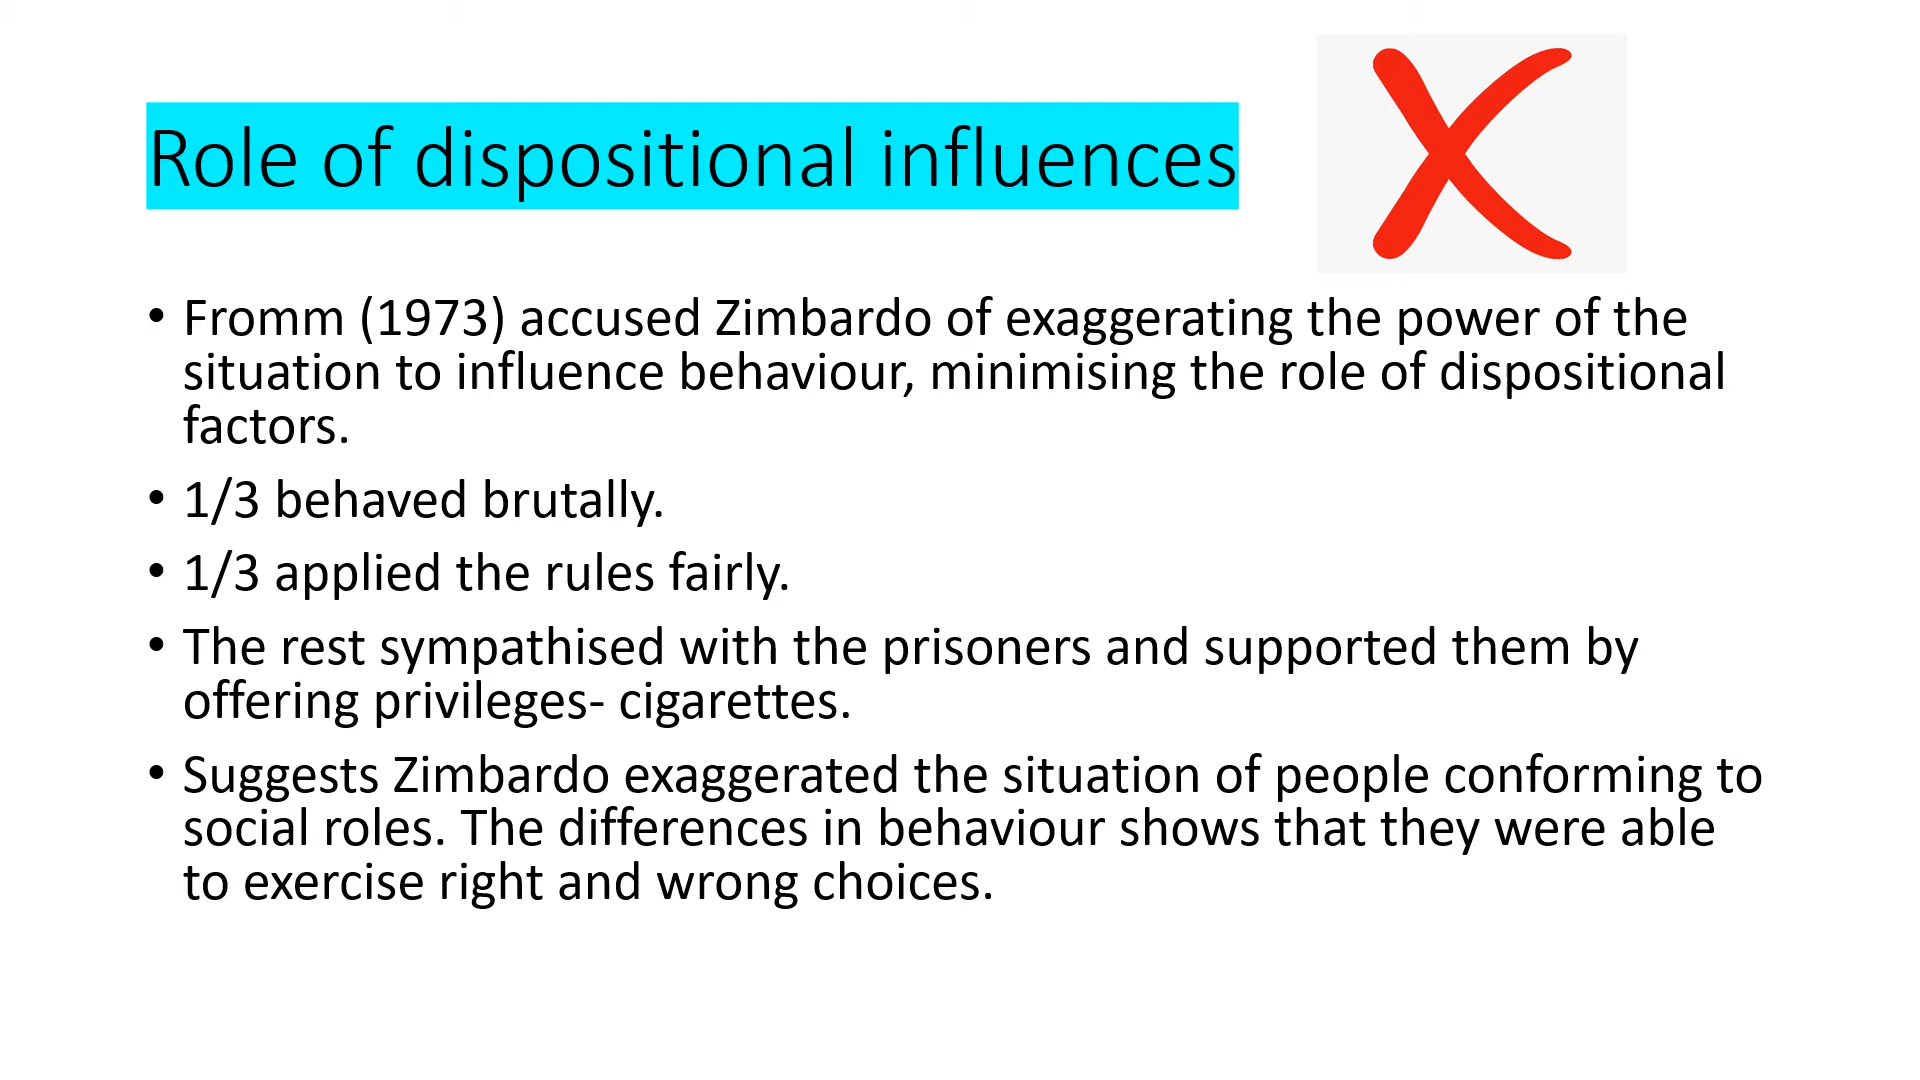 Role of dispositional influences
• Fromm (1973) accused Zimbardo of exaggerating the power of the
situation to influence behaviour, minimising the role of dispositional
factors.
• 1/3 behaved brutally.
• 1/3 applied the rules fairly.
• The rest sympathised with the prisoners and supported them by
offering privileges- cigarettes.
• Suggests Zimbardo exaggerated the situation of people conforming to
social roles. The differences in behaviour shows that they were able
to exercise right and wrong choices.